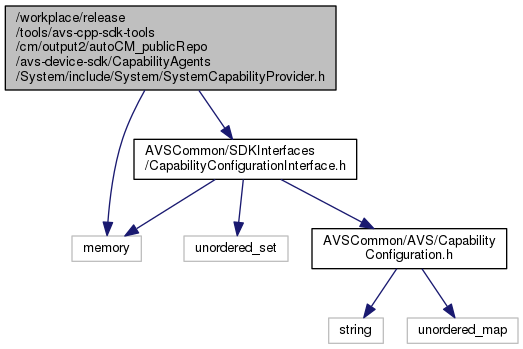 /workplace/release
/tools/avs-cpp-sdk-tools
/cm/output2/autoCM_publicRepo
/avs-device-sdk/CapabilityAgents
/System/include/System/SystemCapabilityProvider.h
AVSCommon/SDKInterfaces
/CapabilityConfigurationInterface.h
memory
unordered_set
AVSCommon/AVS/Capability
Configuration.h
string
unordered_map